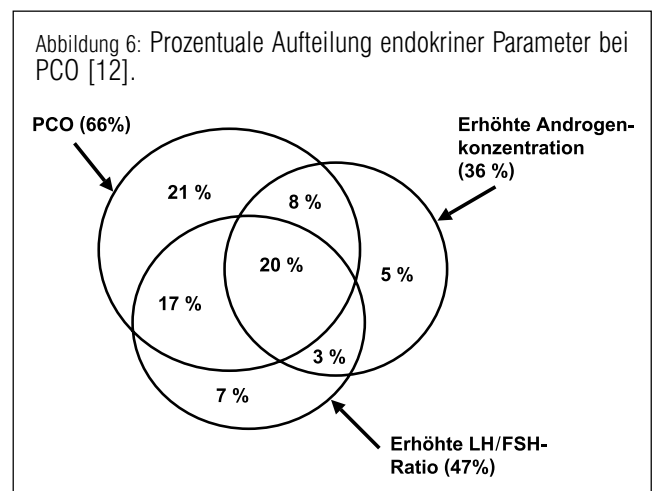 Abbildung 6: Prozentuale Aufteilung endokriner Parameter bei
PCO [12].
PCO (66%)
Erhöhte Androgen-
konzentration
(36 %)
21 %
8 %
20 %
5 %
17 %
3 %
7 %
Erhöhte LH/FSH-
Ratio (47%)